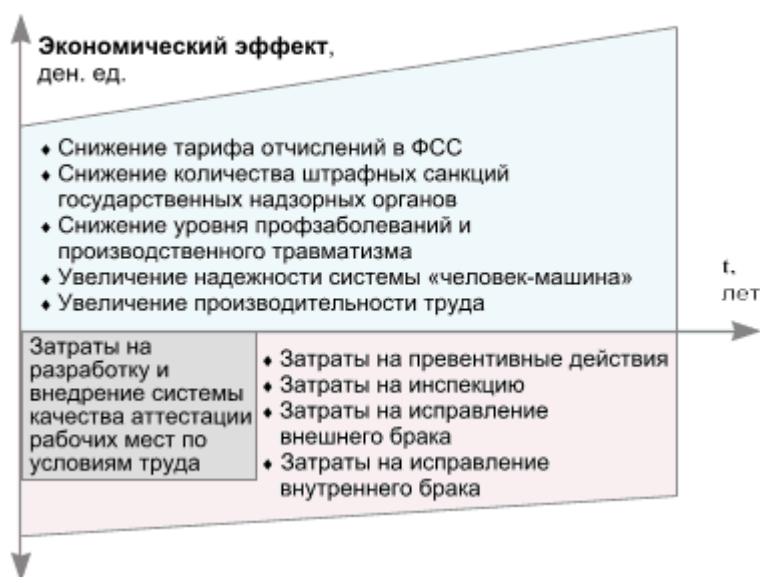 Экономический эффект,
ден. ед.
♦ Снижение тарифа отчислений в ФСС
♦ Снижение количества штрафных санкций
государственных надзорных органов
♦ Снижение уровня профзаболеваний и
производственного травматизма
♦ Увеличение надежности системы «человек-машина»
♦ Увеличение производительности труда
t,
лет
Затраты на
разработку и
внедрение системы
качества аттестации
рабочих мест по
условиям труда
♦ Затраты на превентивные действия
♦ Затраты на инспекцию
♦ Затраты на исправление
внешнего брака
♦ Затраты на исправление
внутреннего брака